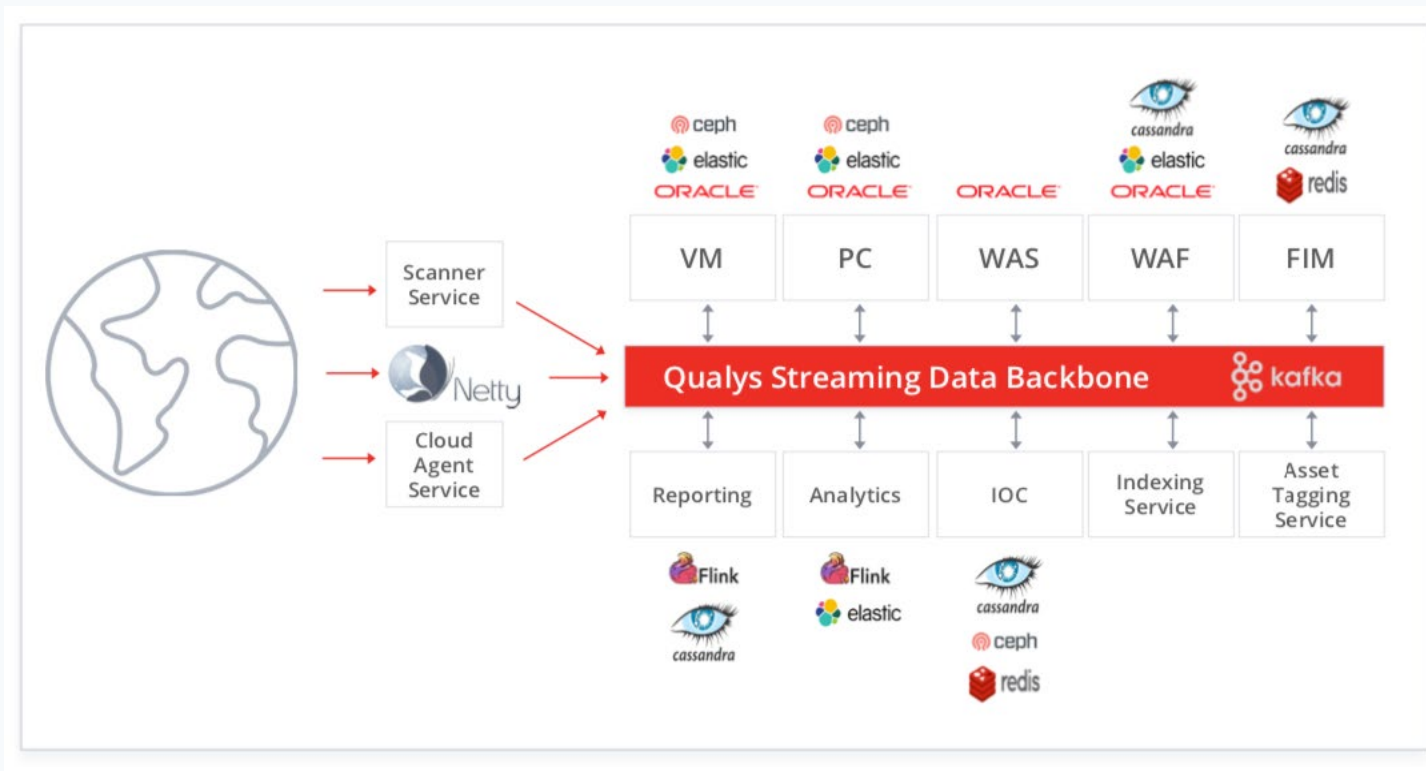 ceph
elastic
ORACLE
ceph
elastic
ORACLE
ORACLE
cassandra
elastic
ORACLE
cassandra
redis
Scanner
Service
Netty
Cloud
Agent
Service
VM
PC
WAS
WAF
FIM
Qualys Streaming Data Backbone
kafka
Reporting
Analytics
IOC
Indexing
Service
Asset
Tagging
Service
Flink
cassandra
Flink
elastic
cassandra
ceph
redis